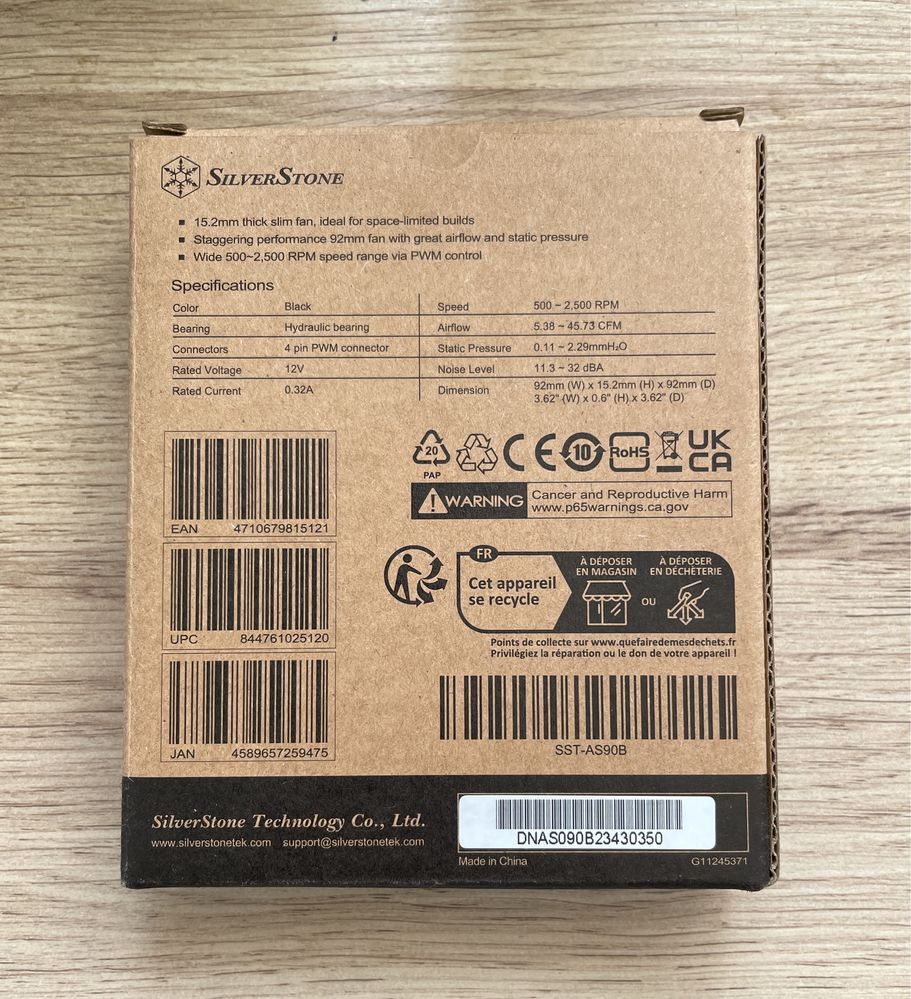 SILVERSTONE
▪ 15.2mm thick slim fan, ideal for space-limited builds
▪ Staggering performance 92mm fan with great airflow and static pressure
▪ Wide 500~2,500 RPM speed range via PWM control
Specifications
Color Black
Bearing Hydraulic bearing
Connectors 4 pin PWM connector
Rated Voltage 12V
Rated Current 0.32A
Speed 500 ~ 2,500 RPM
Airflow 5.38 ~ 45.73 CFM
Static Pressure 0.11 ~ 2.29mmH₂O
Noise Level 11.3 ~ 32 dBA
Dimension 92mm (W) x 15.2mm (H) x 92mm (D)
3.62" (W) x 0.6" (H) x 3.62" (D)
EAN 4710679815121
UPC 844761025120
JAN 4589657259475
20
PAP
CE
10
RoHS
UK
CA
WARNING
Cancer and Reproductive Harm
www.p65warnings.ca.gov
FR
Cet appareil
se recycle
À DÉPOSER
EN MAGASIN
OU
À DÉPOSER
EN DÉCHÈTERIE
Points de collecte sur www.quefairedemesdechets.fr
Privilégiez la réparation ou le don de votre appareil !
SST-AS90B
SilverStone Technology Co., Ltd.
www.silverstonetek.com support@silverstonetek.com
DNAS090B23430350
Made in China
G11245371